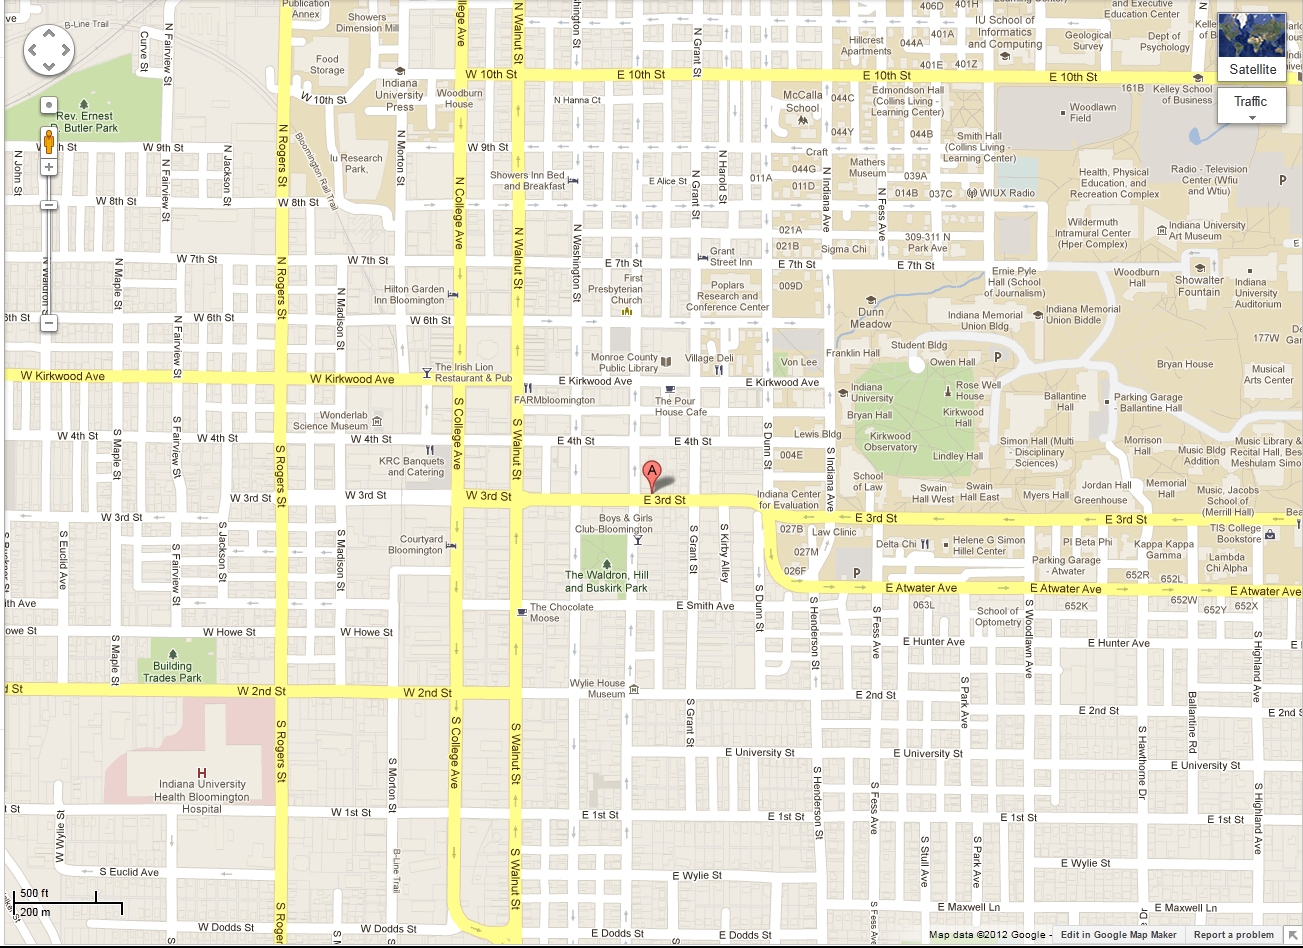 B-Line Trail
Publication
Annex
Showers
Dimension Mill
N Fairview St
Curve St
Food
Storage
Indiana
University
Press
Woodburn
House
W 10th St
W 10th St
E 10th St
E 10th St
E 10th St
N Walnut St
N Grant St
Hillcrest
Apartments
406D
401H
044A
401A
401E
401Z
IU School of
Informatics
and Computing
Geological
Survey
Dept of
Psychology
and Executive
Education Center
Satellite
Traffic
Rev. Ernest
D. Butler Park
N Hanna Ct
McCalla
School
044C
Edmondson Hall
(Collins Living -
Learning Center)
Woodlawn
Field
161B
Kelley School
of Business
044Y
044B
Smith Hall
(Collins Living -
Learning Center)
W 9th St
W 9th St
N John St
N Fairview St
N Jackson St
N Rogers St
Bloomington Rail Trail
Iu Research
Park,
N Morton St
N College Ave
Showers Inn Bed
and Breakfast
E Alice St
N Grant St
N Harold St
011A
Craft
044G
011D
Mathers
Museum
039A
014B
037C
WIUX Radio
Health, Physical
Education, and
Recreation Complex
Radio - Television
Center (Wfiu
and Wtiu)
P
W 8th St
W 8th St
N Indiana Ave
N Fess Ave
021A
021B
Sigma Chi
309-311 N
Park Ave
Wildermuth
Intramural Center
(Hper Complex)
Indiana University
Art Museum
N Washington St
N Walnut St
W 7th St
W 7th St
E 7th St
E 7th St
E 7th St
Grant
Street Inn
First
Presbyterian
Church
Poplars
Research and
Conference Center
009D
Dunn
Meadow
Ernie Pyle
Hall (School
of Journalism)
Woodburn
Hall
Showalter
Fountain
Indiana
University
Auditorium
N Maple St
N Rogers St
N Madison St
Hilton Garden
Inn Bloomington
W 6th St
W 6th St
N Fairview St
Indiana Memorial
Union Bldg
Indiana Memorial
Union Biddle
177W
Student Bldg
Franklin Hall
Owen Hall
P
Bryan House
Musical
Arts Center
Monroe County
Public Library
Village Deli
Von Lee
W Kirkwood Ave
W Kirkwood Ave
The Irish Lion
Restaurant & Pub
E Kirkwood Ave
E Kirkwood Ave
FARMbloomington
The Pour
House Cafe
Indiana
University
Bryan Hall
Rose Well
House
Kirkwood
Hall
Ballantine
Hall
Parking Garage
- Ballantine Hall
Wonderlab
Science Museum
S College Ave
S Walnut St
W 4th St
W 4th St
W 4th St
E 4th St
E 4th St
S Maple St
S Fairview St
S Rogers St
KRC Banquets
and Catering
S Dunn St
Lewis Bldg
004E
S Indiana Ave
Kirkwood
Observatory
Lindley Hall
Simon Hall (Multi
- Disciplinary
Sciences)
Morrison
Hall
Music Bldg
Addition
A
W 3rd St
W 3rd St
W 3rd St
W 3rd St
E 3rd St
E 3rd St
E 3rd St
Indiana Center
for Evaluation
School
of Law
Swain
Hall West
Swain
Hall East
Myers Hall
Jordan Hall
Greenhouse
Memorial
Hall
Music, Jacobs
School of
(Merrill Hall)
TIS College
Bookstore
S Euclid Ave
S Fairview St
S Jackson St
S Madison St
Courtyard
Bloomington
Boys & Girls
Club-Bloomington
The Waldron, Hill
and Buskirk Park
S Grant St
S Kirby Alley
027B
Law Clinic
027M
026F
P
Delta Chi
Helene G Simon
Hillel Center
Pi Beta Phi
Parking Garage
- Atwater
Kappa Kappa
Gamma
652R
652L
Lambda
Chi Alpha
E Atwater Ave
E Atwater Ave
E Atwater Ave
The Chocolate
Moose
E Smith Ave
S Dunn St
S Henderson St
S Fess Ave
063L
School of
Optometry
S Woodlawn Ave
652K
652W
652Y
652X
W Howe St
W Howe St
E Hunter Ave
E Hunter Ave
S Highland Ave
S Maple St
Building
Trades Park
W 2nd St
W 2nd St
Wylie House
Museum
E 2nd St
E 2nd St
S Park Ave
Ballantine Rd
S Rogers St
S College Ave
S Walnut St
S Grant St
E University St
E University St
E University St
H
Indiana University
Health Bloomington
Hospital
S Morton St
S Henderson St
S Fess Ave
S Hawthorne Dr
S Highland Ave
W 1st St
E 1st St
E 1st St
E 1st St
E 1st St
W Wylie St
S Euclid Ave
B-Line Trail
S Walnut St
E Wylie St
E Wylie St
S Stull Ave
S Park Ave
500 ft
200 m
W Dodds St
W Dodds St
E Dodds St
E Dodds St
E Maxwell Ln
E Maxwell Ln
Map data ©2012 Google - Edit in Google Map Maker Report a problem